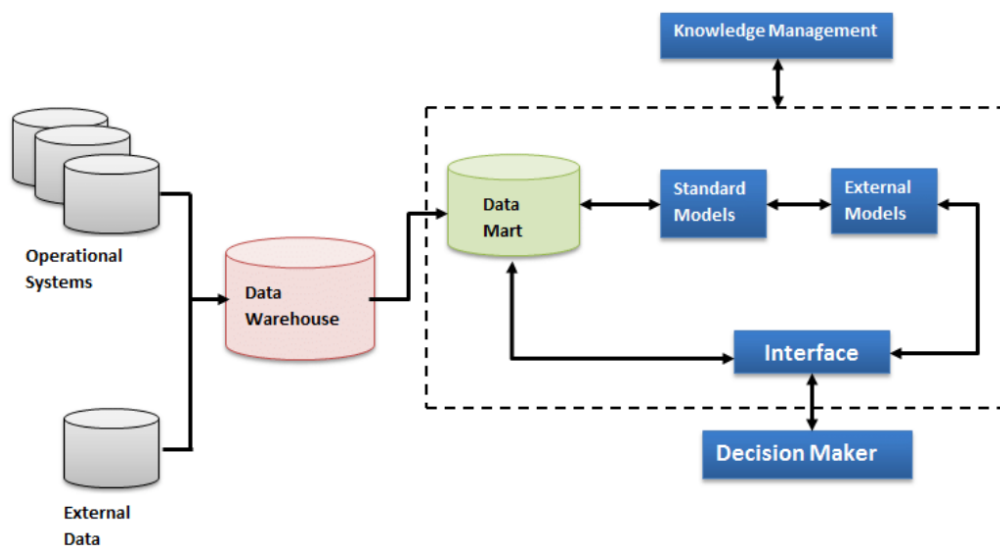 Knowledge Management
Operational
Systems
Data
Warehouse
External
Data
Data
Mart
Standard
Models
External
Models
Interface
Decision Maker